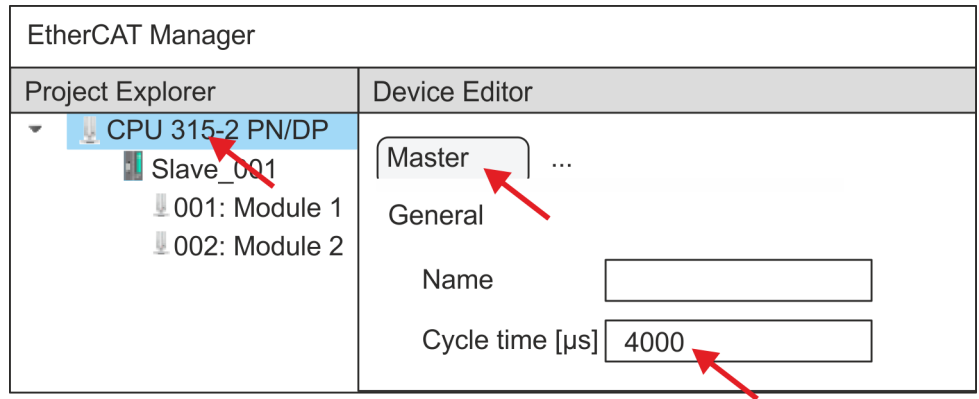 EtherCAT Manager
Project Explorer
CPU 315-2 PN/DP
Slave_001
001: Module 1
002: Module 2
Device Editor
Master ...
General
Name
Cycle time [µs] 4000